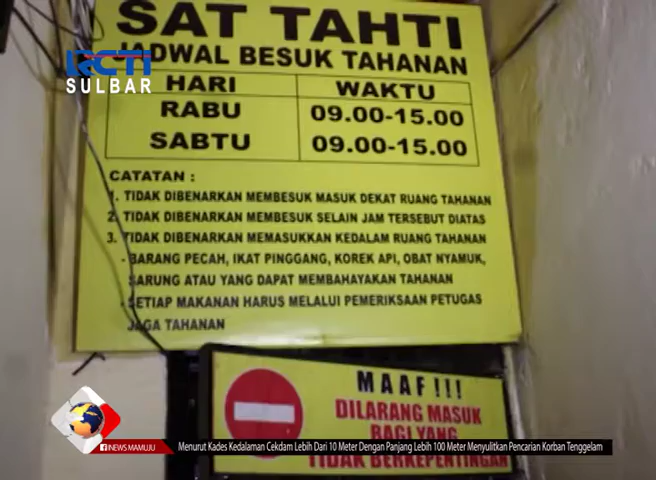 SAT TAHTI
JADWAL BESUK TAHANAN
RCTI
SULBAR
HARI WAKTU
RABU 09.00-15.00
SABTU 09.00-15.00
CATATAN :
1. TIDAK DIBENARKAN MEMBESUK MASUK DEKAT RUANG TAHANAN
2. TIDAK DIBENARKAN MEMBESUK SELAIN JAM TERSEBUT DIATAS
3. TIDAK DIBENARKAN MEMASUKKAN KEDALAM RUANG TAHANAN
- BARANG PECAH, IKAT PINGGANG, KOREK API, OBAT NYAMUK,
SARUNG ATAU YANG DAPAT MEMBAHAYAKAN TAHANAN
- SETIAP MAKANAN HARUS MELALUI PEMERIKSAAN PETUGAS
JAGA TAHANAN
MAAF!!!
DILARANG MASUK
BAGI YANG
TIDAK BERKEPENTINGAN
iNEWS MAMUJU
Menurut Kades Kedalaman Cekdam Lebih Dari 10 Meter Dengan Panjang Lebih 100 Meter Menyulitkan Pencarian Korban Tenggelam